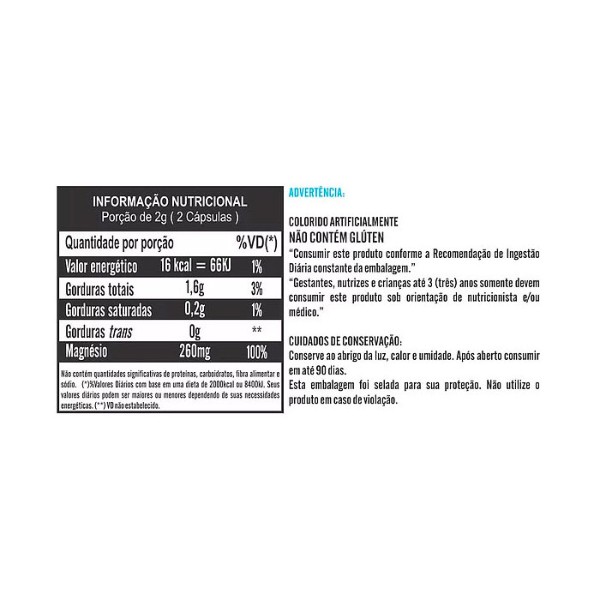 INFORMAÇÃO NUTRICIONAL
Porção de 2g ( 2 Cápsulas )
Quantidade por porção %VD(*)
Valor energético 16 kcal = 66KJ 1%
Gorduras totais 1,6g 3%
Gorduras saturadas 0,2g 1%
Gorduras trans 0g **
Magnésio 260mg 100%
Não contém quantidades significativas de proteínas, carboidratos, fibra alimentar e
sódio. (*)%Valores Diários com base em uma dieta de 2000kcal ou 8400kJ. Seus
valores diários podem ser maiores ou menores dependendo de suas necessidades
energéticas. (**) VD não estabelecido.
ADVERTÊNCIA:
COLORIDO ARTIFICIALMENTE
NÃO CONTÉM GLÚTEN
“Consumir este produto conforme a Recomendação de Ingestão
Diária constante da embalagem.”
“Gestantes, nutrizes e crianças até 3 (três) anos somente devem
consumir este produto sob orientação de nutricionista e/ou
médico.”
CUIDADOS DE CONSERVAÇÃO:
Conserve ao abrigo da luz, calor e umidade. Após aberto consumir
em até 90 dias.
Esta embalagem foi selada para sua proteção. Não utilize o
produto em caso de violação.